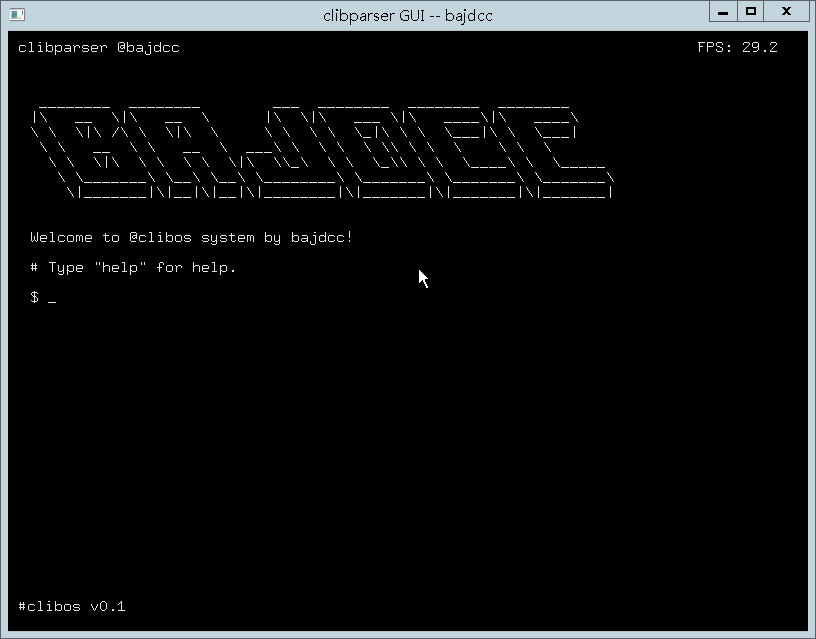 clibparser GUI -- bajdcc
clibparser @bajdcc
FPS: 29.2
BAJDCC
Welcome to @clibos system by bajdcc!
# Type "help" for help.
$ _
#clibos v0.1